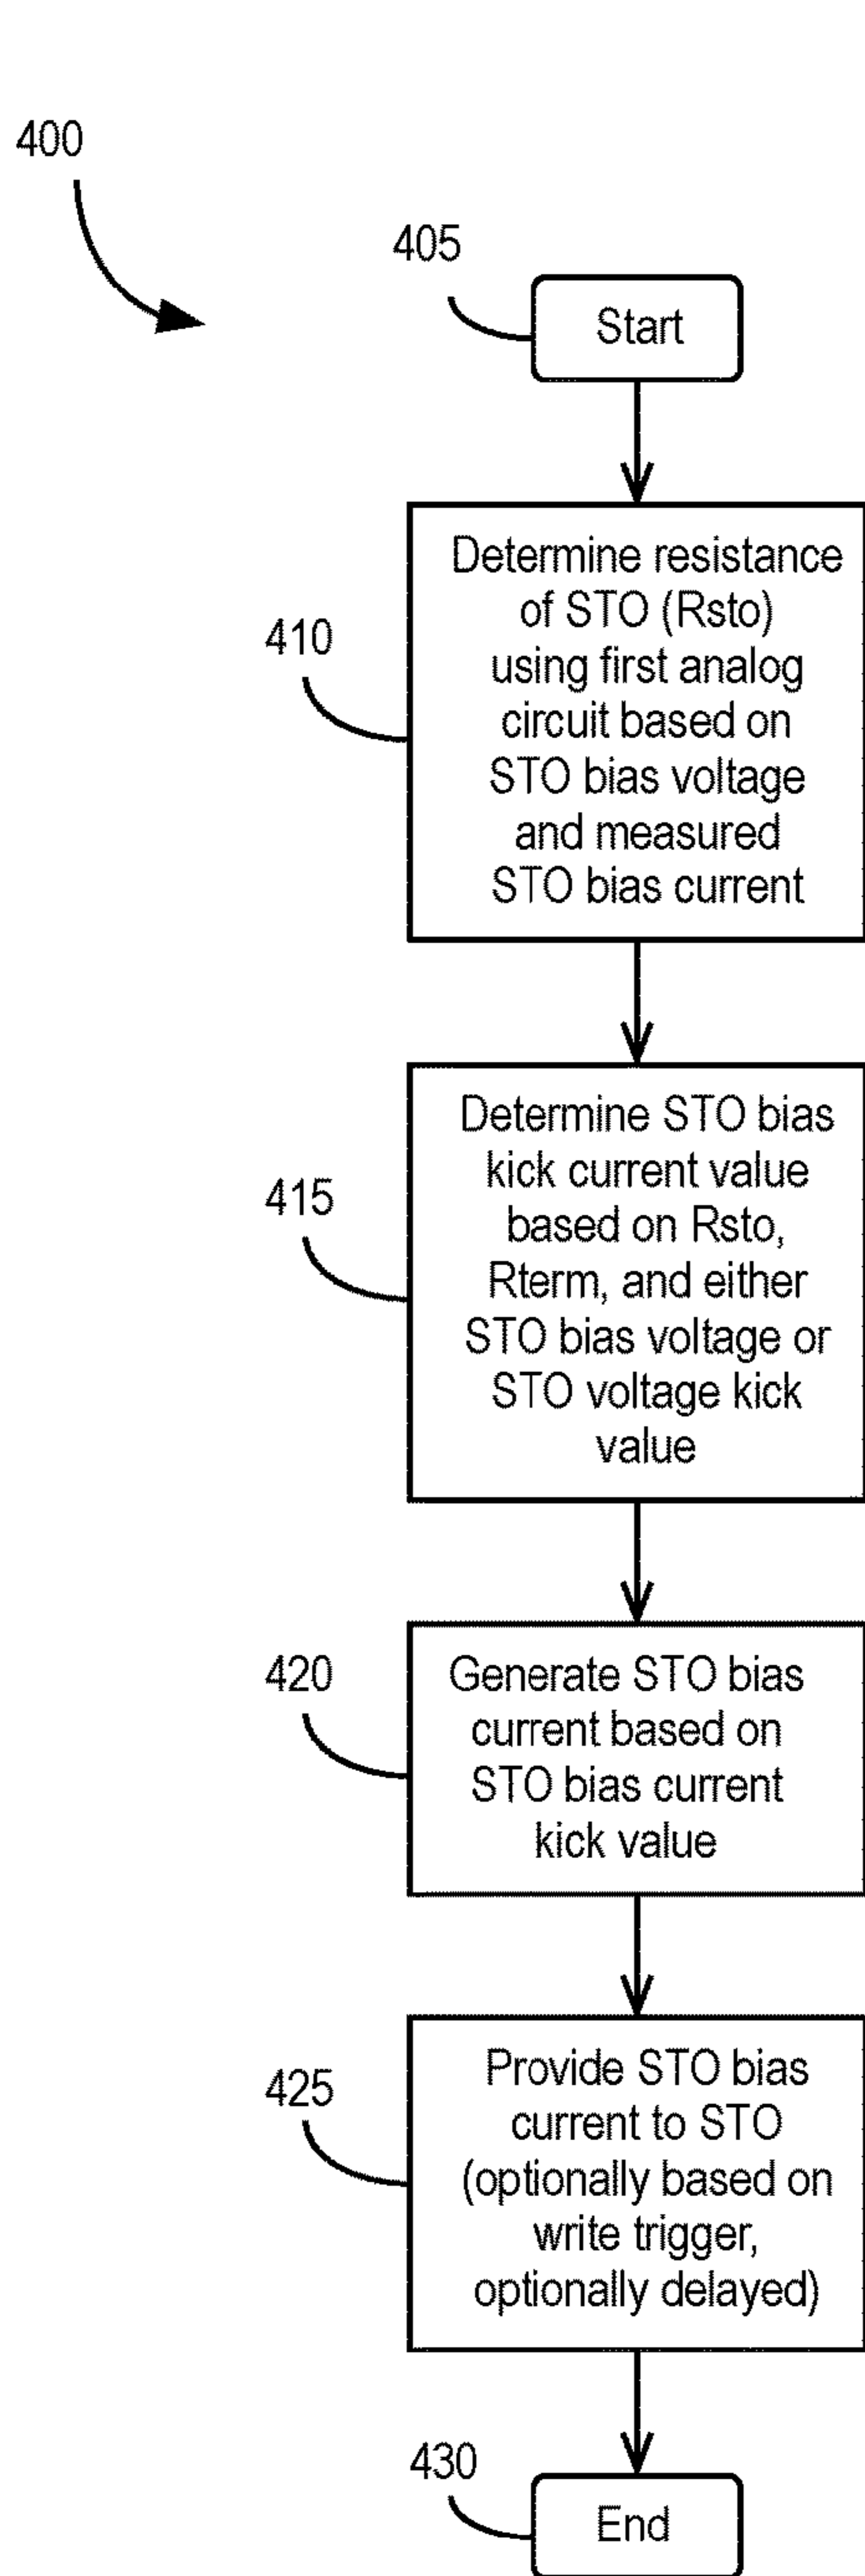 400
405
Start
410
Determine resistance
of STO (Rsto)
using first analog
circuit based on
STO bias voltage
and measured
STO bias current
415
Determine STO bias
kick current value
based on Rsto,
Rterm, and either
STO bias voltage or
STO voltage kick
value
420
Generate STO bias
current based on
STO bias current
kick value
425
Provide STO bias
current to STO
(optionally based on
write trigger,
optionally delayed)
430
End